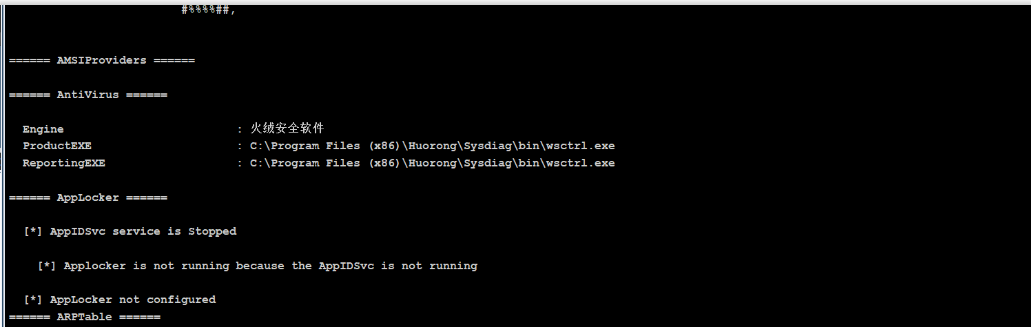 #%%%%##,
====== AMSIProviders ======
====== AntiVirus ======
Engine : 火绒安全软件
ProductEXE : C:\Program Files (x86)\Huorong\Sysdiag\bin\wsctrl.exe
ReportingEXE : C:\Program Files (x86)\Huorong\Sysdiag\bin\wsctrl.exe
====== AppLocker ======
[*] AppIDSvc service is Stopped
[*] Applocker is not running because the AppIDSvc is not running
[*] AppLocker not configured
====== ARPTable ======